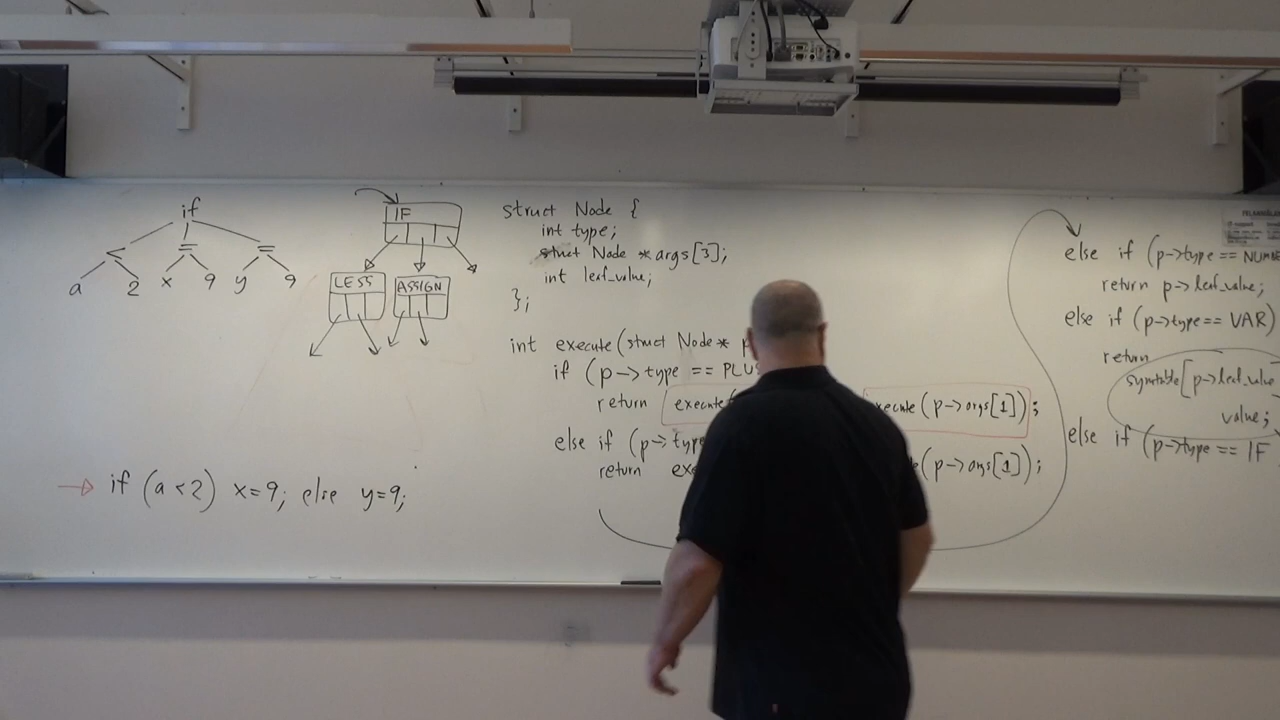 if
< = =
a 2 x 9 y 9
IF
LESS ASSIGN
if (a < 2) x=9; else y=9;
struct Node {
int type;
struct Node *args[3];
int leaf_value;
};
int execute(struct Node*
if (p->type ==
return execute(
execute(p->args[1]);
else if (p->type
return
(p->args[1]);
else if (p->type ==
return p->leaf_value;
else if (p->type == VAR)
return
symtable[p->leaf_value
value;
else if (p->type == IF